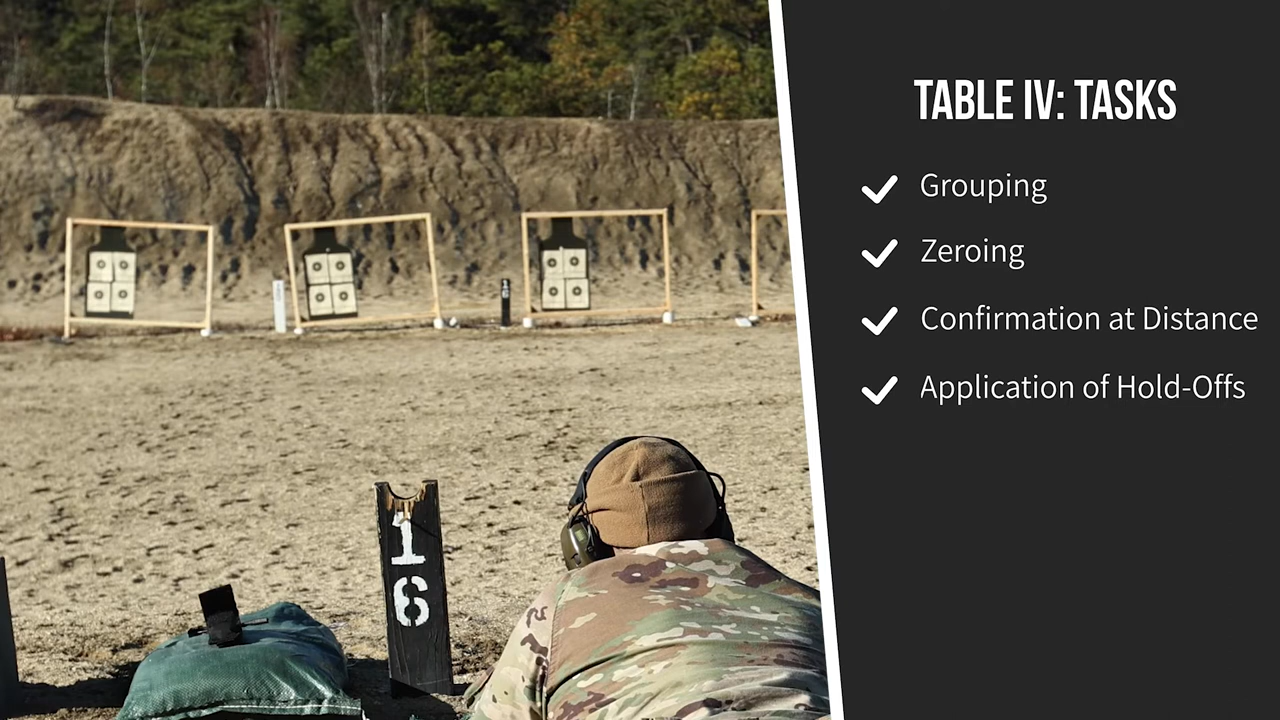 TABLE IV: TASKS
Grouping
Zeroing
Confirmation at Distance
Application of Hold-Offs
1
6